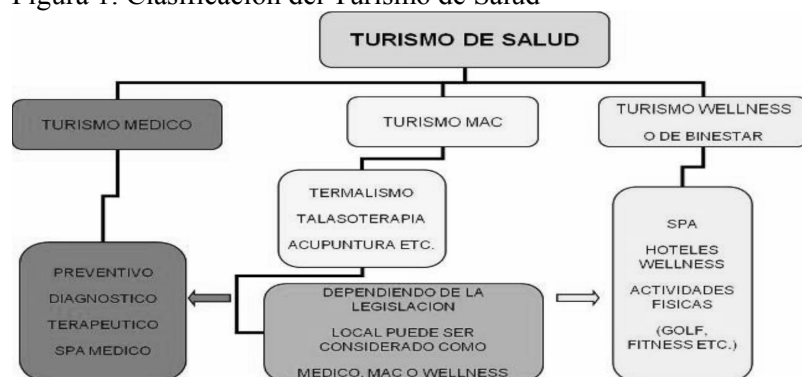 Figura 1. Clasificación del Turismo de Salud
TURISMO DE SALUD
TURISMO MEDICO
TURISMO MAC
TURISMO WELLNESS
O DE BINESTAR
TERMALISMO
TALASOTERAPIA
ACUPUNTURA ETC.
PREVENTIVO
DIAGNOSTICO
TERAPEUTICO
SPA MEDICO
DEPENDIENDO DE LA
LEGISLACION
LOCAL PUEDE SER
CONSIDERADO COMO
MEDICO, MAC O WELLNESS
SPA
HOTELES
WELLNESS
ACTIVIDADES
FISICAS
(GOLF,
FITNESS ETC.)